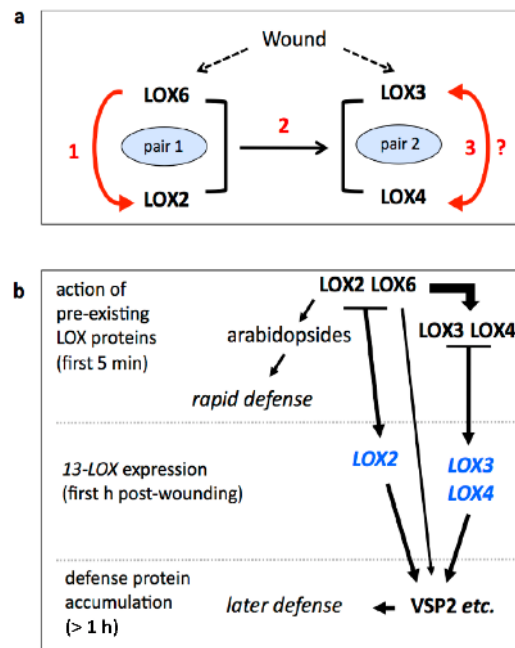 a
Wound
LOX6
LOX3
1
pair 1
2
pair 2
3
?
LOX2
LOX4
b
action of
pre-existing
LOX proteins
(first 5 min)
LOX2 LOX6
LOX3 LOX4
arabidopsides
rapid defense
13-LOX expression
(first h post-wounding)
LOX2
LOX3
LOX4
defense protein
accumulation
(> 1 h)
later defense
VSP2 etc.